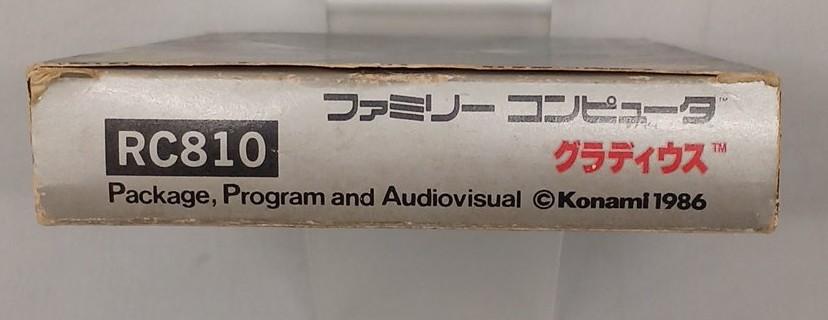 ファミリー コンピュータ™
RC810
グラディウス™
Package, Program and Audiovisual ©Konami 1986